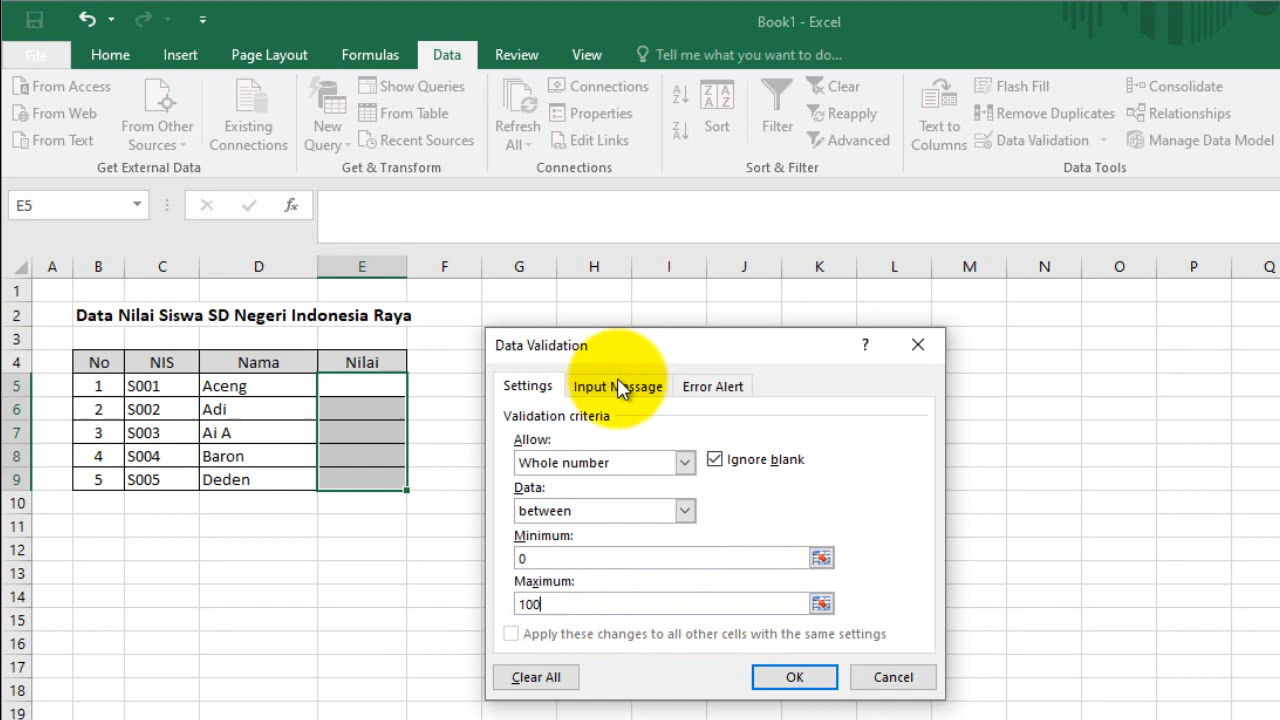 Book1 - Excel
File Home Insert Page Layout Formulas Data Review View Tell me what you want to do...
From Access
From Web
From Text
From Other Sources
Existing Connections
Get External Data
New Query
Show Queries
From Table
Recent Sources
Get & Transform
Refresh All
Connections
Properties
Edit Links
Connections
Sort
Filter
Clear
Reapply
Advanced
Sort & Filter
Text to Columns
Flash Fill
Remove Duplicates
Data Validation
Consolidate
Relationships
Manage Data Model
Data Tools
E5 fx
A B C D E F G H I J K L M N O P Q
1
2 Data Nilai Siswa SD Negeri Indonesia Raya
3
4 No NIS Nama Nilai
5 1 S001 Aceng
6 2 S002 Adi
7 3 S003 Ai A
8 4 S004 Baron
9 5 S005 Deden
10
11
12
13
14
15
16
17
18
19
Data Validation ?
Settings Input Message Error Alert
Validation criteria
Allow:
Whole number Ignore blank
Data:
between
Minimum:
0
Maximum:
100
Apply these changes to all other cells with the same settings
Clear All OK Cancel